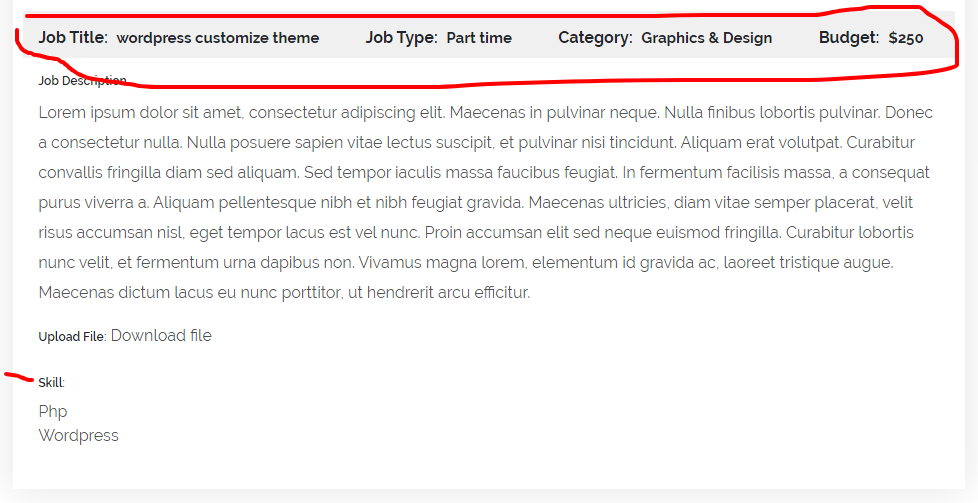 Job Title: wordpress customize theme Job Type: Part time Category: Graphics & Design Budget: $250
Job Description
Lorem ipsum dolor sit amet, consectetur adipiscing elit. Maecenas in pulvinar neque. Nulla finibus lobortis pulvinar. Donec
a consectetur nulla. Nulla posuere sapien vitae lectus suscipit, et pulvinar nisi tincidunt. Aliquam erat volutpat. Curabitur
convallis fringilla diam sed aliquam. Sed tempor iaculis massa faucibus feugiat. In fermentum facilisis massa, a consequat
purus viverra a. Aliquam pellentesque nibh et nibh feugiat gravida. Maecenas ultricies, diam vitae semper placerat, velit
risus accumsan nisl, eget tempor lacus est vel nunc. Proin accumsan elit sed neque euismod fringilla. Curabitur lobortis
nunc velit, et fermentum urna dapibus non. Vivamus magna lorem, elementum id gravida ac, laoreet tristique augue.
Maecenas dictum lacus eu nunc porttitor, ut hendrerit arcu efficitur.
Upload File: Download file
Skill:
Php
Wordpress